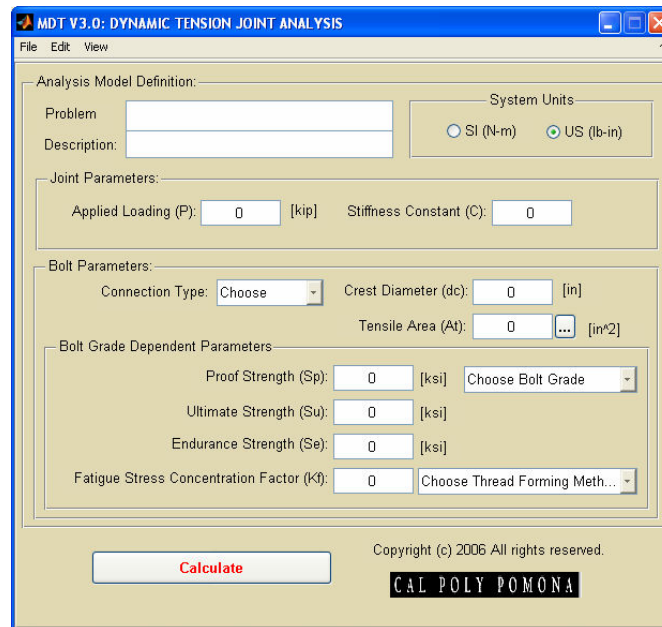 MDT V3.0: DYNAMIC TENSION JOINT ANALYSIS
File Edit View
Analysis Model Definition:
Problem
Description:
System Units
SI (N-m) US (lb-in)
Joint Parameters:
Applied Loading (P): 0 [kip] Stiffness Constant (C): 0
Bolt Parameters:
Connection Type: Choose Crest Diameter (dc): 0 [in]
Tensile Area (At): 0 ... [in^2]
Bolt Grade Dependent Parameters
Proof Strength (Sp): 0 [ksi] Choose Bolt Grade
Ultimate Strength (Su): 0 [ksi]
Endurance Strength (Se): 0 [ksi]
Fatigue Stress Concentration Factor (Kf): 0 Choose Thread Forming Meth...
Calculate
Copyright (c) 2006 All rights reserved.
CAL POLY POMONA